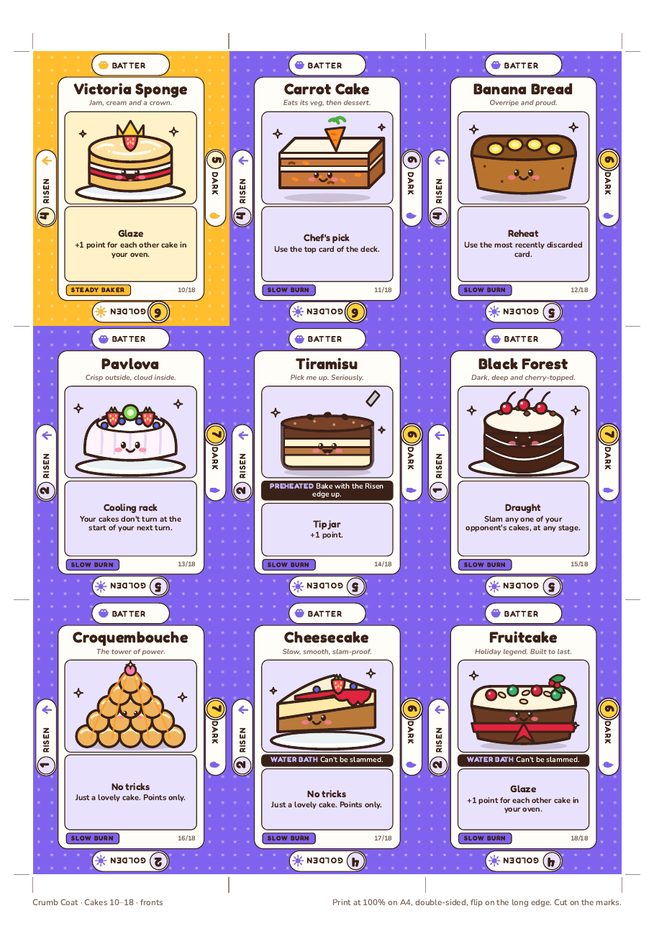 BATTER
Victoria Sponge
Jam, cream and a crown.
RISEN
4
5
DARK
Glaze
+1 point for each other cake in
your oven.
STEADY BAKER
10/18
GOLDEN
6
BATTER
Carrot Cake
Eats its veg, then dessert.
RISEN
4
6
DARK
Chef's pick
Use the top card of the deck.
SLOW BURN
11/18
GOLDEN
6
BATTER
Banana Bread
Overripe and proud.
RISEN
4
6
DARK
Reheat
Use the most recently discarded
card.
SLOW BURN
12/18
GOLDEN
5
BATTER
Pavlova
Crisp outside, cloud inside.
RISEN
2
7
DARK
Cooling rack
Your cakes don't turn at the
start of your next turn.
SLOW BURN
13/18
GOLDEN
5
BATTER
Tiramisu
Pick me up. Seriously.
RISEN
2
6
DARK
PREHEATED Bake with the Risen
edge up.
Tip jar
+1 point.
SLOW BURN
14/18
GOLDEN
5
BATTER
Black Forest
Dark, deep and cherry-topped.
RISEN
1
7
DARK
Draught
Slam any one of your
opponent's cakes, at any stage.
SLOW BURN
15/18
GOLDEN
5
BATTER
Croquembouche
The tower of power.
RISEN
1
7
DARK
No tricks
Just a lovely cake. Points only.
SLOW BURN
16/18
GOLDEN
2
BATTER
Cheesecake
Slow, smooth, slam-proof.
RISEN
2
6
DARK
WATER BATH Can't be slammed.
No tricks
Just a lovely cake. Points only.
SLOW BURN
17/18
GOLDEN
4
BATTER
Fruitcake
Holiday legend. Built to last.
RISEN
2
6
DARK
WATER BATH Can't be slammed.
Glaze
+1 point for each other cake in
your oven.
SLOW BURN
18/18
GOLDEN
4
Crumb Coat · Cakes 10–18 · fronts
Print at 100% on A4, double-sided, flip on the long edge. Cut on the marks.